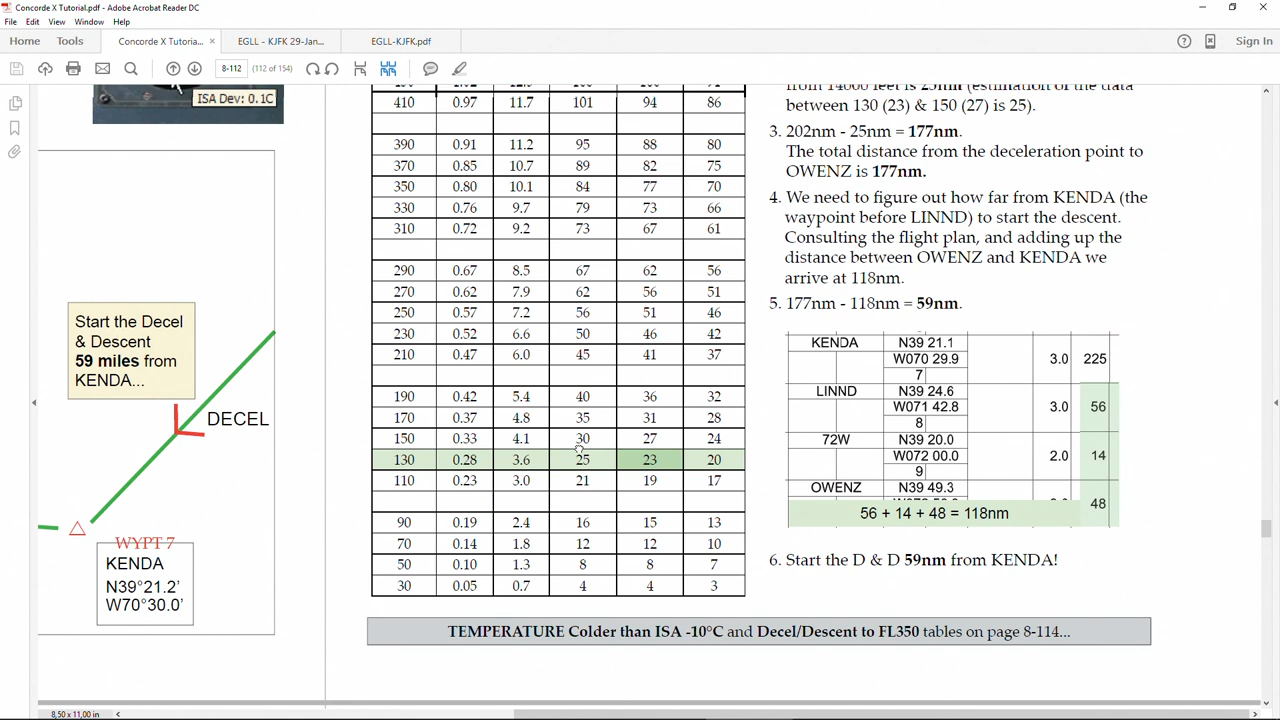 Concorde X Tutorial.pdf - Adobe Acrobat Reader DC
File Edit View Window Help
Home Tools Concorde X Tutoria... × EGLL - KJFK 29-Jan... EGLL-KJFK.pdf Sign In
8-112 (112 of 154)
ISA Dev: 0.1C
Start the Decel
& Descent
59 miles from
KENDA...
DECEL
WYPT 7
KENDA
N39°21.2'
W70°30.0'
410 0.97 11.7 101 94 86
390 0.91 11.2 95 88 80
370 0.85 10.7 89 82 75
350 0.80 10.1 84 77 70
330 0.76 9.7 79 73 66
310 0.72 9.2 73 67 61
290 0.67 8.5 67 62 56
270 0.62 7.9 62 56 51
250 0.57 7.2 56 51 46
230 0.52 6.6 50 46 42
210 0.47 6.0 45 41 37
190 0.42 5.4 40 36 32
170 0.37 4.8 35 31 28
150 0.33 4.1 30 27 24
130 0.28 3.6 25 23 20
110 0.23 3.0 21 19 17
90 0.19 2.4 16 15 13
70 0.14 1.8 12 12 10
50 0.10 1.3 8 8 7
30 0.05 0.7 4 4 3
from 14000 feet is 25nm (estimation of the data
between 130 (23) & 150 (27) is 25).
3. 202nm - 25nm = 177nm.
The total distance from the deceleration point to
OWENZ is 177nm.
4. We need to figure out how far from KENDA (the
waypoint before LINND) to start the descent.
Consulting the flight plan, and adding up the
distance between OWENZ and KENDA we
arrive at 118nm.
5. 177nm - 118nm = 59nm.
KENDA N39 21.1
W070 29.9 3.0 225
7
LINND N39 24.6
W071 42.8 3.0 56
8
72W N39 20.0
W072 00.0 2.0 14
9
OWENZ N39 49.3
48
56 + 14 + 48 = 118nm
6. Start the D & D 59nm from KENDA!
TEMPERATURE Colder than ISA -10°C and Decel/Descent to FL350 tables on page 8-114...
8,50 x 11,00 in